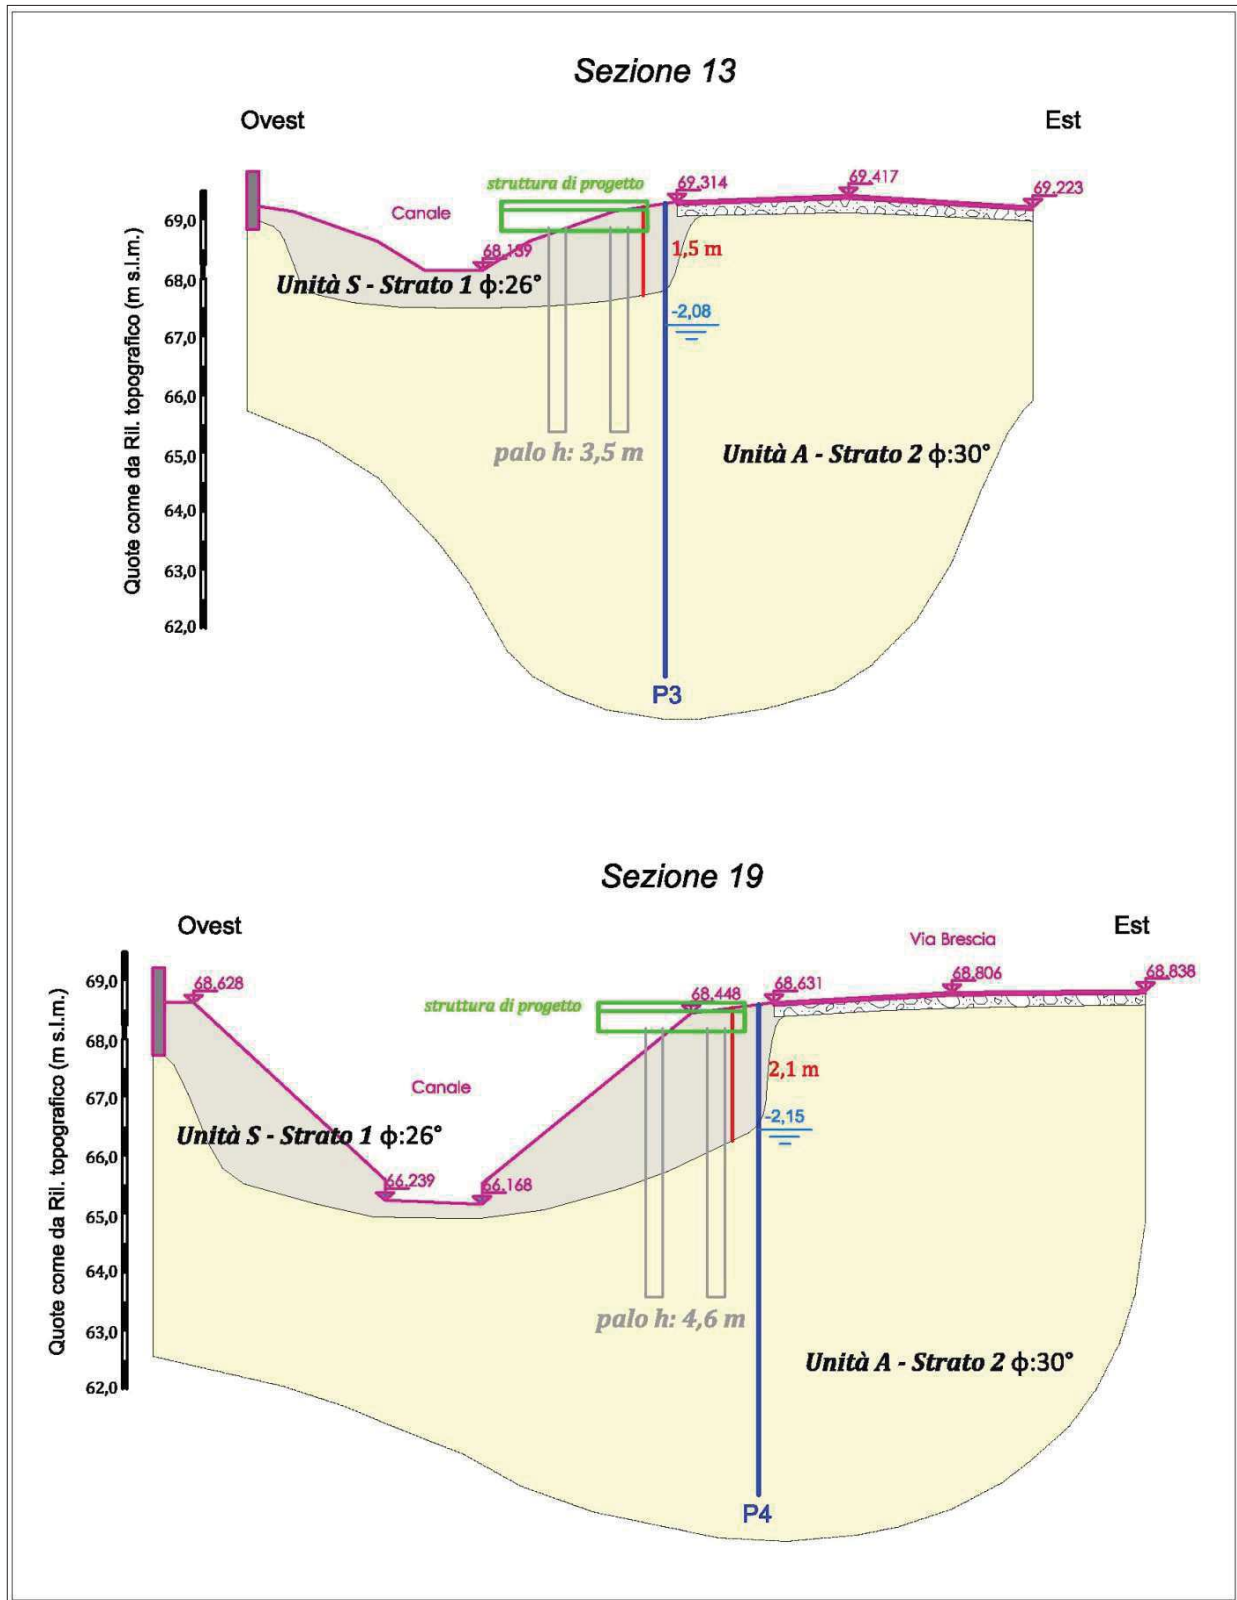 Sezione 13
Ovest
Est
struttura di progetto
69.314
69.417
69.223
Canale
68.139
1,5 m
Unità S - Strato 1 φ:26°
-2,08
palo h: 3,5 m
Unità A - Strato 2 φ:30°
P3
Quote come da Ril. topografico (m s.l.m.)
69,0
68,0
67,0
66,0
65,0
64,0
63,0
62,0
Sezione 19
Ovest
Est
Via Brescia
68.628
struttura di progetto
68.448
68.631
68.806
68.838
Canale
2,1 m
-2,15
Unità S - Strato 1 φ:26°
66.239
66.168
palo h: 4,6 m
Unità A - Strato 2 φ:30°
P4
Quote come da Ril. topografico (m s.l.m.)
69,0
68,0
67,0
66,0
65,0
64,0
63,0
62,0